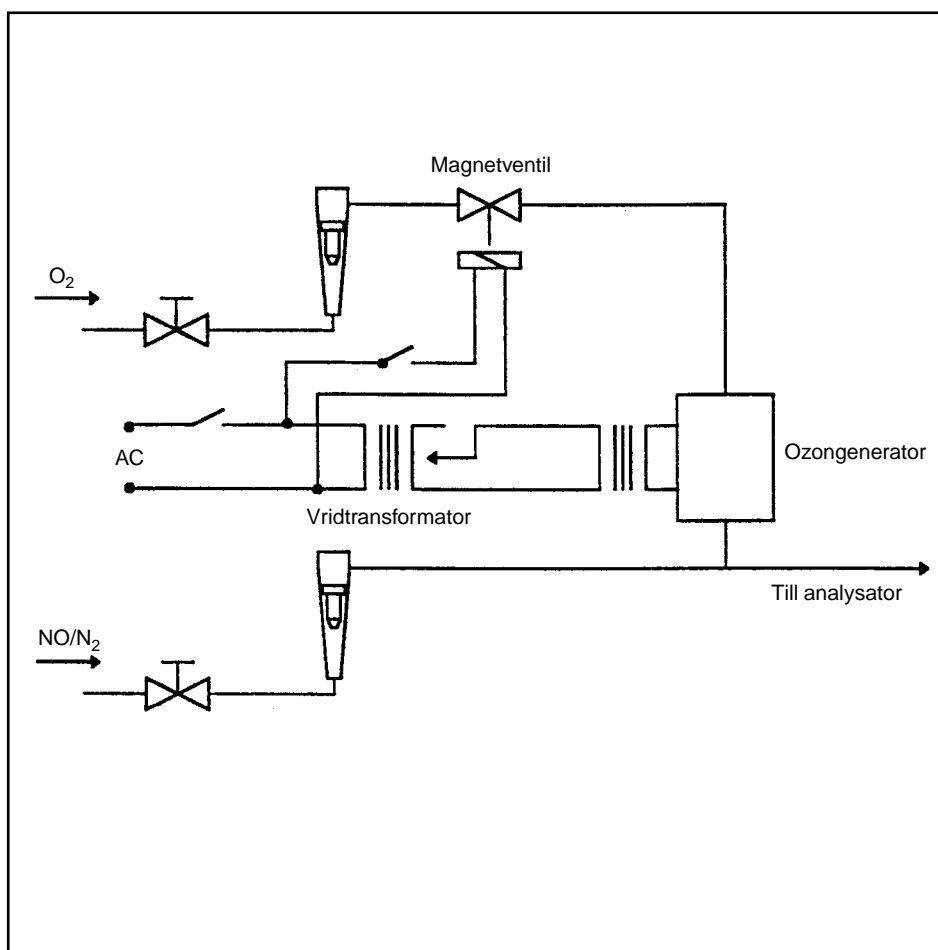 Magnetventil
O₂
AC
Ozongenerator
Vridtransformator
Till analysator
NO/N₂